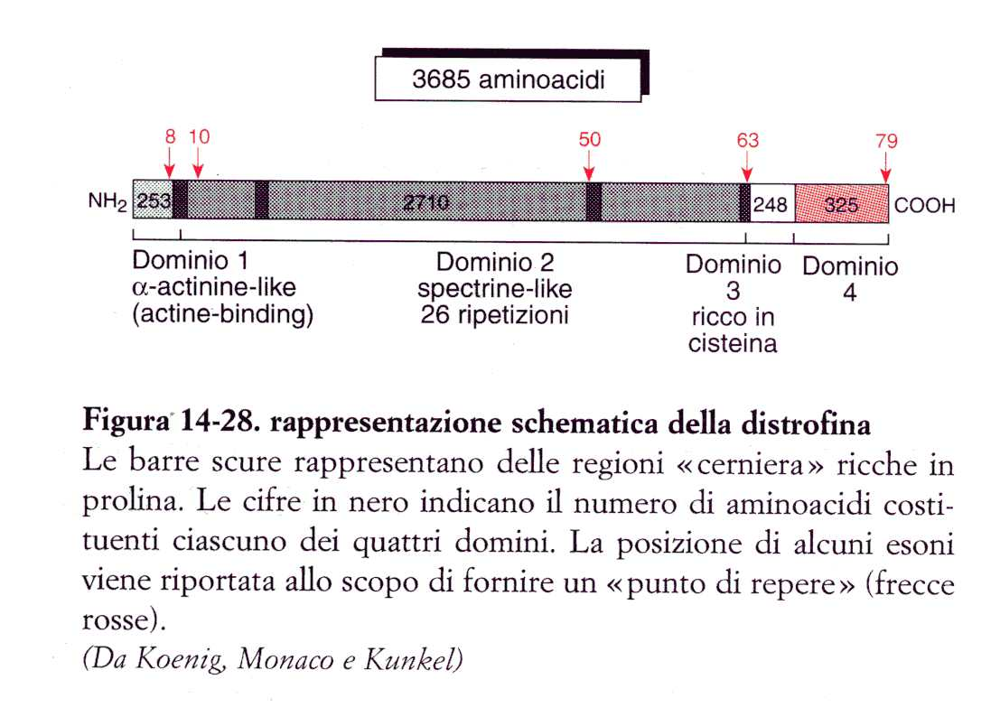 3685 aminoacidi
8 10 50 63 79
NH2 253 2710 248 325 COOH
Dominio 1
α-actinine-like
(actine-binding)
Dominio 2
spectrine-like
26 ripetizioni
Dominio
3
ricco in
cisteina
Dominio
4
Figura 14-28. rappresentazione schematica della distrofina
Le barre scure rappresentano delle regioni «cerniera» ricche in
prolina. Le cifre in nero indicano il numero di aminoacidi costi-
tuenti ciascuno dei quattri domini. La posizione di alcuni esoni
viene riportata allo scopo di fornire un «punto di repere» (frecce
rosse).
(Da Koenig, Monaco e Kunkel)